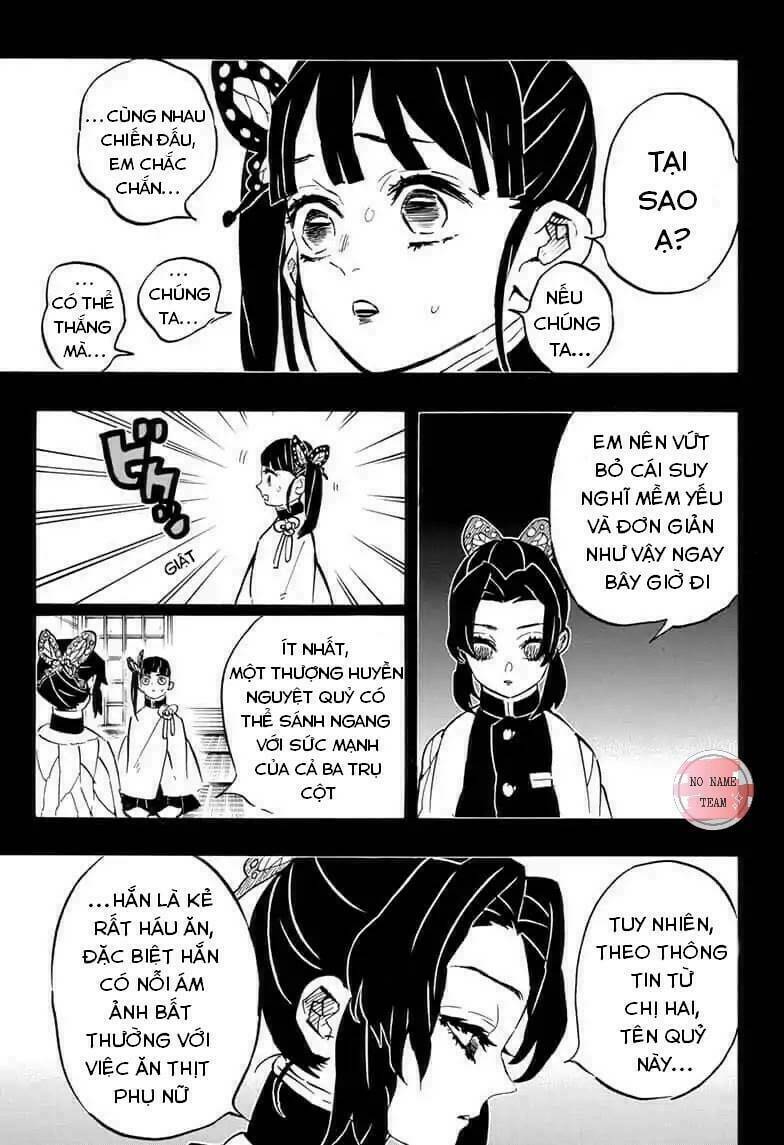 TẠI
SAO
Ạ?
NẾU
CHÚNG
TA...
...CÙNG NHAU
CHIẾN ĐẤU,
EM CHẮC
CHẮN...
...
CHÚNG
TA...
...
CÓ THỂ
THẮNG
MÀ...
EM NÊN VỨT
BỎ CÁI SUY
NGHĨ MỀM YẾU
VÀ ĐƠN GIẢN
NHƯ VẬY NGAY
BÂY GIỜ ĐI
ビクッ
GIẬT
ÍT NHẤT,
MỘT THƯỢNG HUYỀN
NGUYỆT QUỶ CÓ
THỂ SÁNH NGANG
VỚI SỨC MẠNH
CỦA CẢ BA TRỤ
CỘT
NO NAME
TEAM
TUY NHIÊN,
THEO THÔNG
TIN TỪ
CHỊ HAI,
TÊN QUỶ
NÀY...
...HẮN LÀ KẺ
RẤT HÁU ĂN,
ĐẶC BIỆT HẮN
CÓ NỖI ÁM
ẢNH BẤT
THƯỜNG VỚI
VIỆC ĂN THỊT
PHỤ NỮ